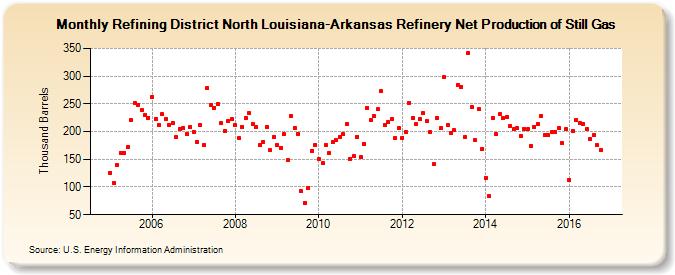 Monthly Refining District North Louisiana-Arkansas Refinery Net Production of Still Gas
Thousand Barrels
350
300
250
200
150
100
50
2006 2008 2010 2012 2014 2016
Source: U.S. Energy Information Administration